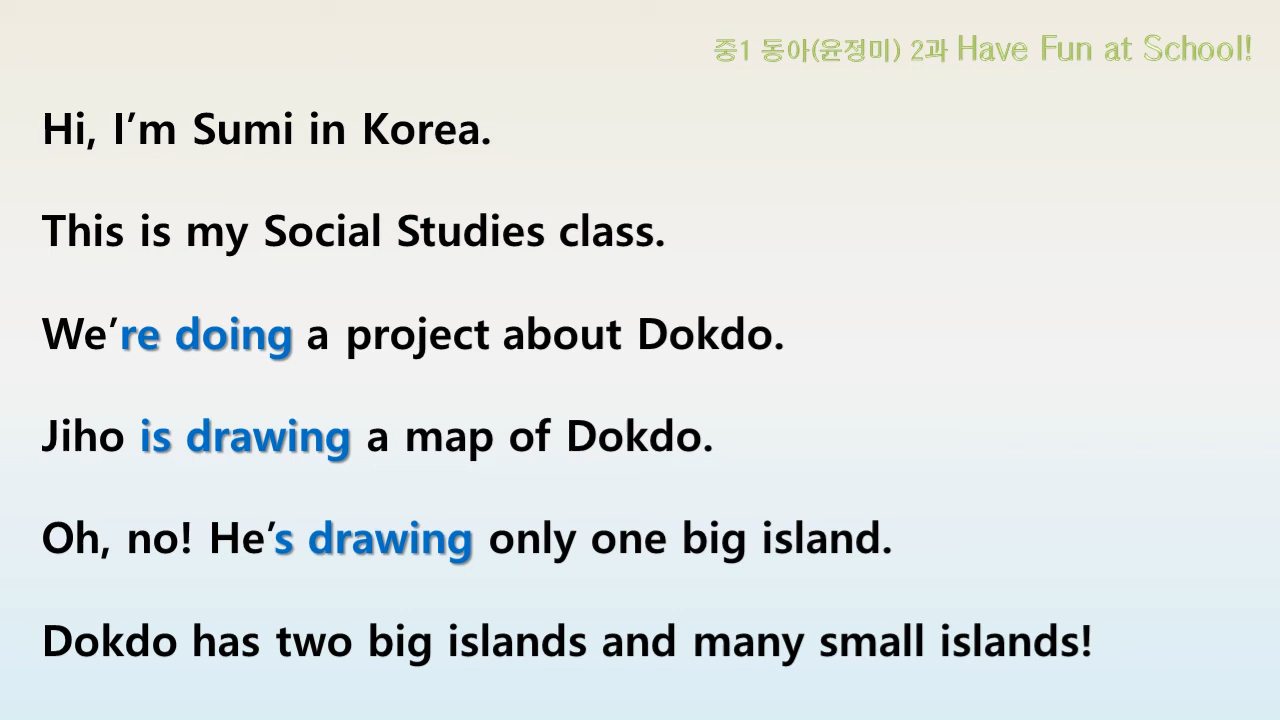 중1 동아(윤정미) 2과 Have Fun at School!
Hi, I’m Sumi in Korea.
This is my Social Studies class.
We’re doing a project about Dokdo.
Jiho is drawing a map of Dokdo.
Oh, no! He’s drawing only one big island.
Dokdo has two big islands and many small islands!